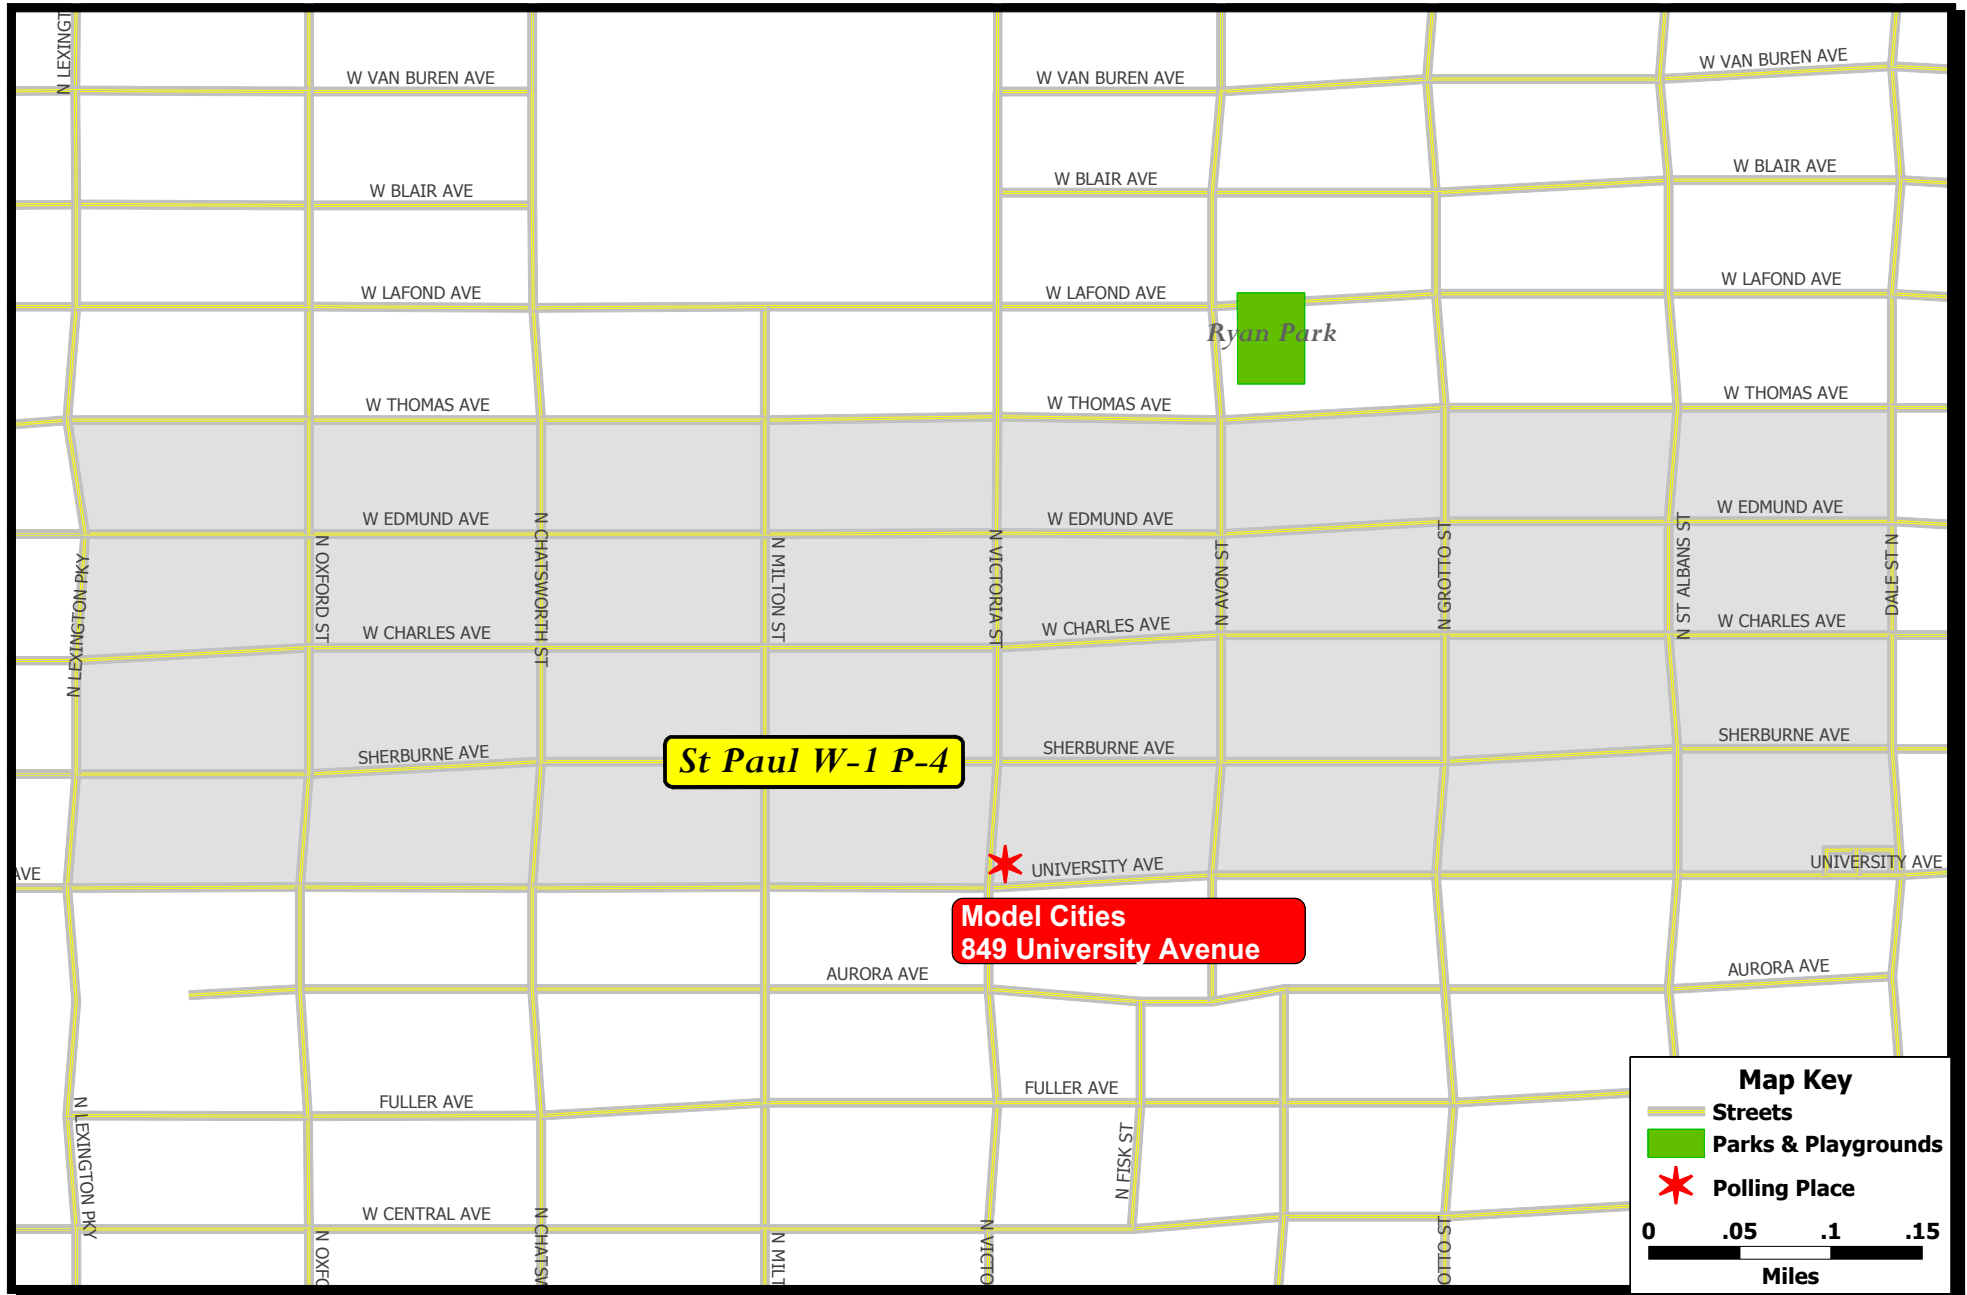 N LEXINGT
W VAN BUREN AVE
W VAN BUREN AVE
W VAN BUREN AVE
W BLAIR AVE
W BLAIR AVE
W BLAIR AVE
W LAFOND AVE
W LAFOND AVE
W LAFOND AVE
Ryan Park
W THOMAS AVE
W THOMAS AVE
W THOMAS AVE
W EDMUND AVE
W EDMUND AVE
W EDMUND AVE
N LEXINGTON PKY
N OXFORD ST
N CHATSWORTH ST
N MILTON ST
N VICTORIA ST
N AVON ST
N GROTTO ST
N ST ALBANS ST
DALE ST N
W CHARLES AVE
W CHARLES AVE
W CHARLES AVE
SHERBURNE AVE
St Paul W-1 P-4
SHERBURNE AVE
SHERBURNE AVE
AVE
UNIVERSITY AVE
UNIVERSITY AVE
Model Cities
849 University Avenue
AURORA AVE
AURORA AVE
FULLER AVE
FULLER AVE
N LEXINGTON PKY
N FISK ST
W CENTRAL AVE
N OXFO
N CHATSW
N MILT
N VICTO
OTTO ST
Map Key
Streets
Parks & Playgrounds
Polling Place
0 .05 .1 .15
Miles